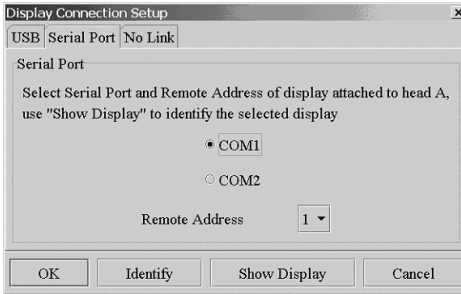 Display Connection Setup
USB Serial Port No Link
Serial Port
Select Serial Port and Remote Address of display attached to head A,
use "Show Display" to identify the selected display
COM1
COM2
Remote Address 1
OK Identify Show Display Cancel